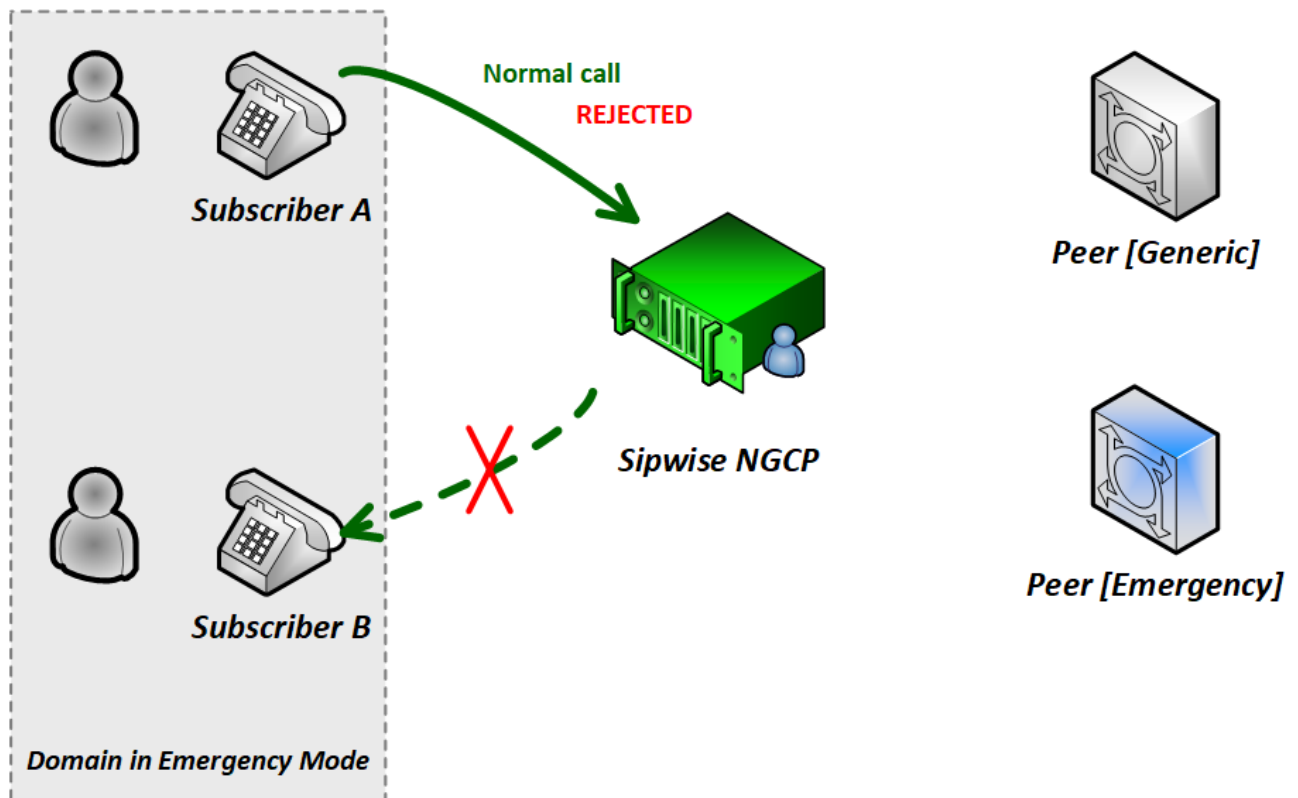 Normal call
REJECTED
Subscriber A
Peer [Generic]
Sipwise NGCP
Peer [Emergency]
Subscriber B
Domain in Emergency Mode